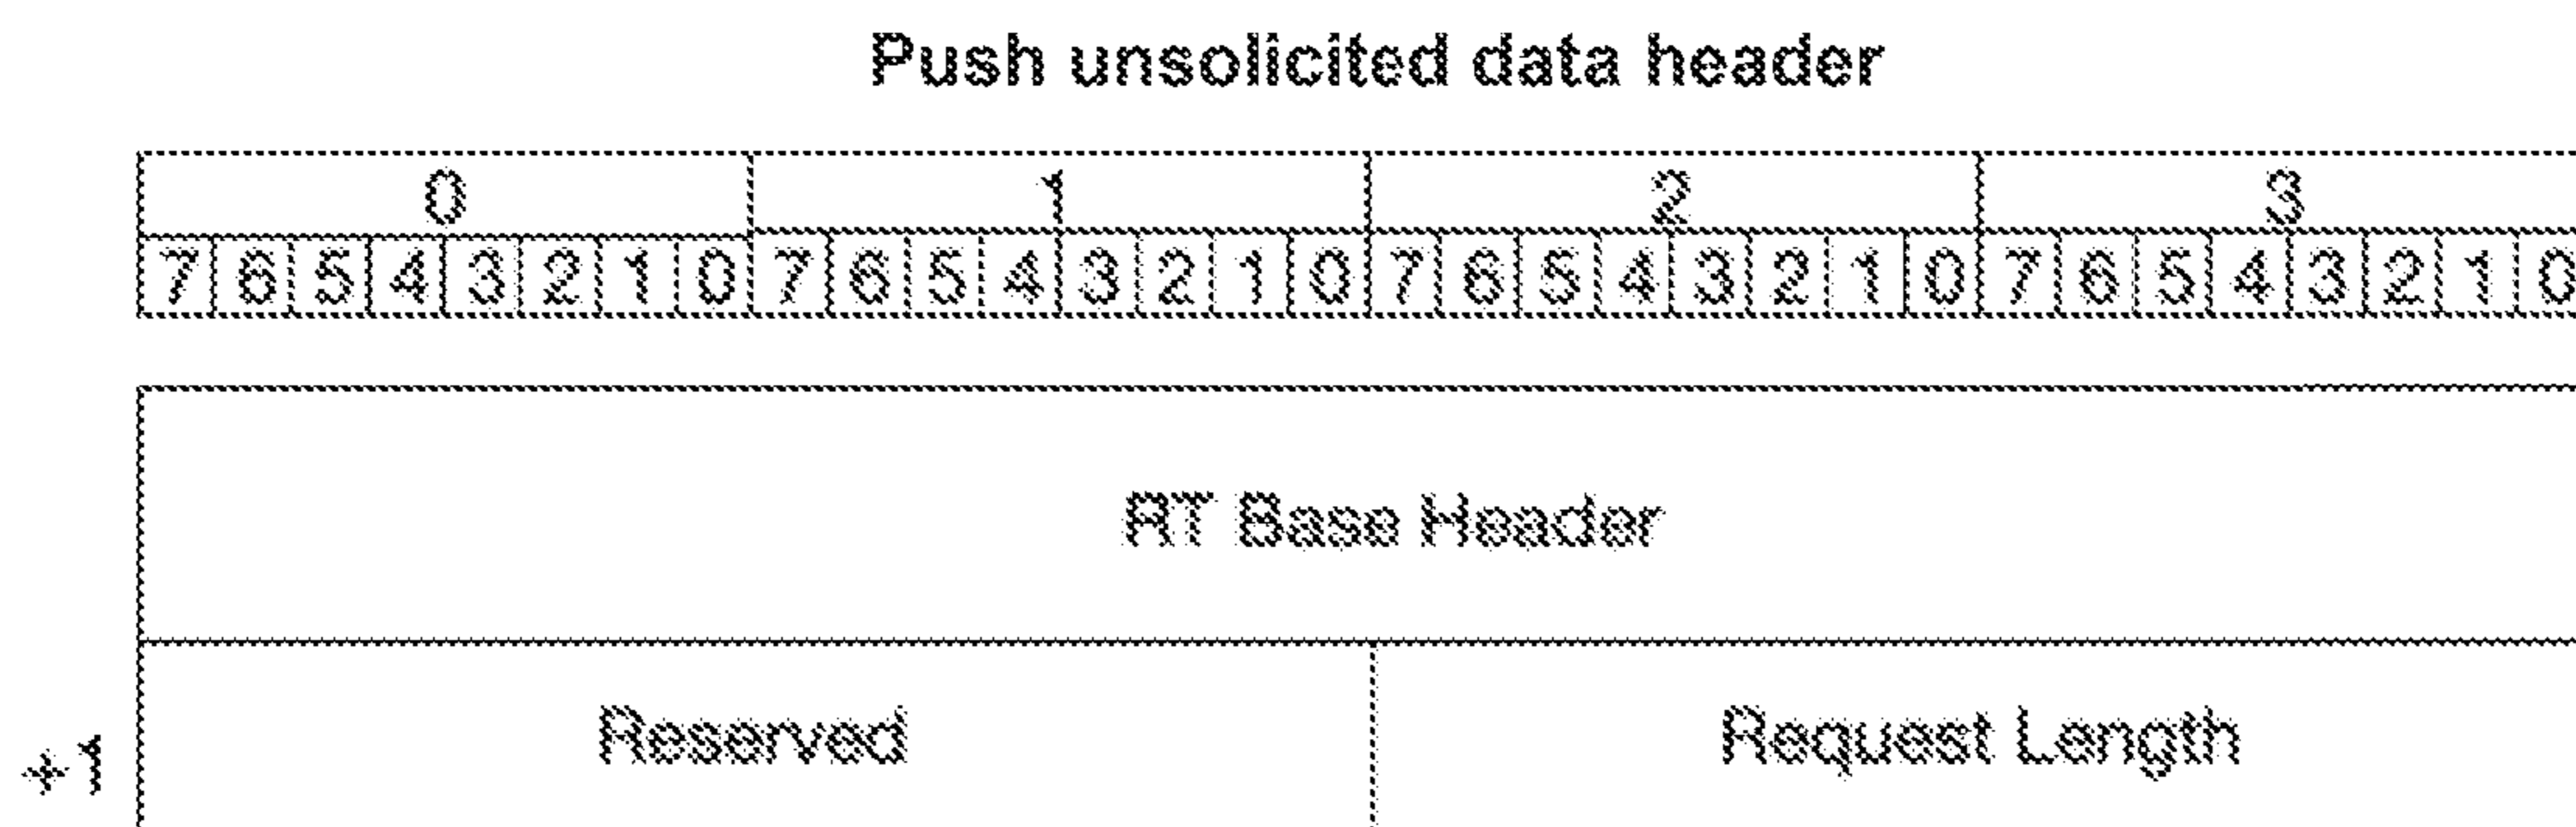 Push unsolicited data header
0 1 2 3
7 6 5 4 3 2 1 0 7 6 5 4 3 2 1 0 7 6 5 4 3 2 1 0 7 6 5 4 3 2 1 0
RT Base Header
+1 Reserved Request Length